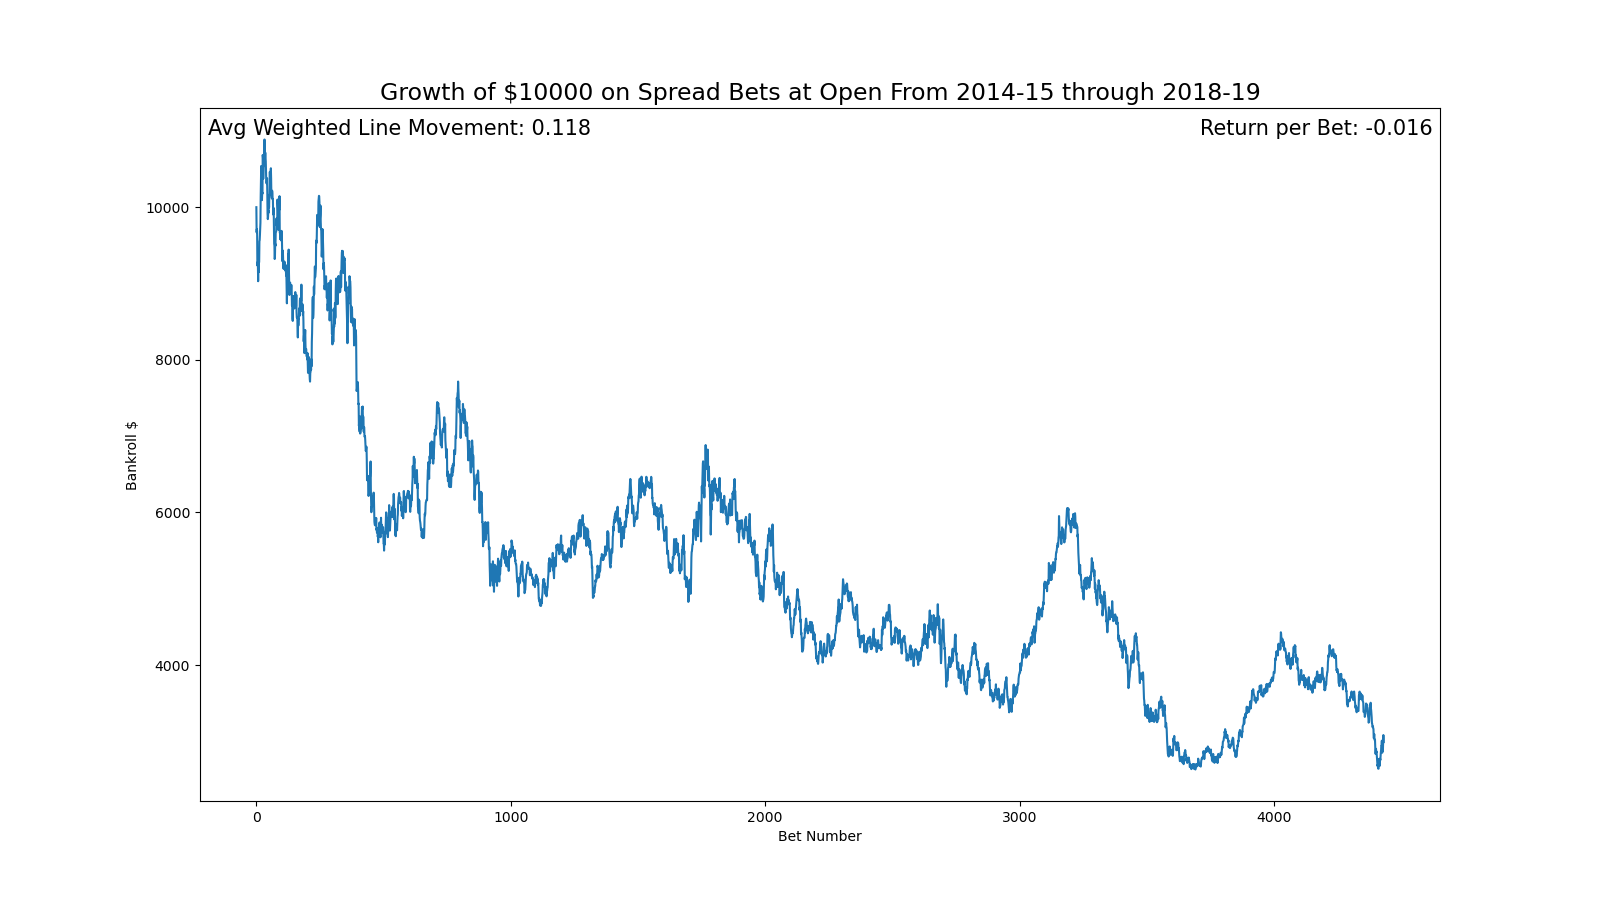 Growth of $10000 on Spread Bets at Open From 2014-15 through 2018-19
Avg Weighted Line Movement: 0.118
Return per Bet: -0.016
10000
8000
6000
4000
Bankroll $
0
1000
2000
3000
4000
Bet Number